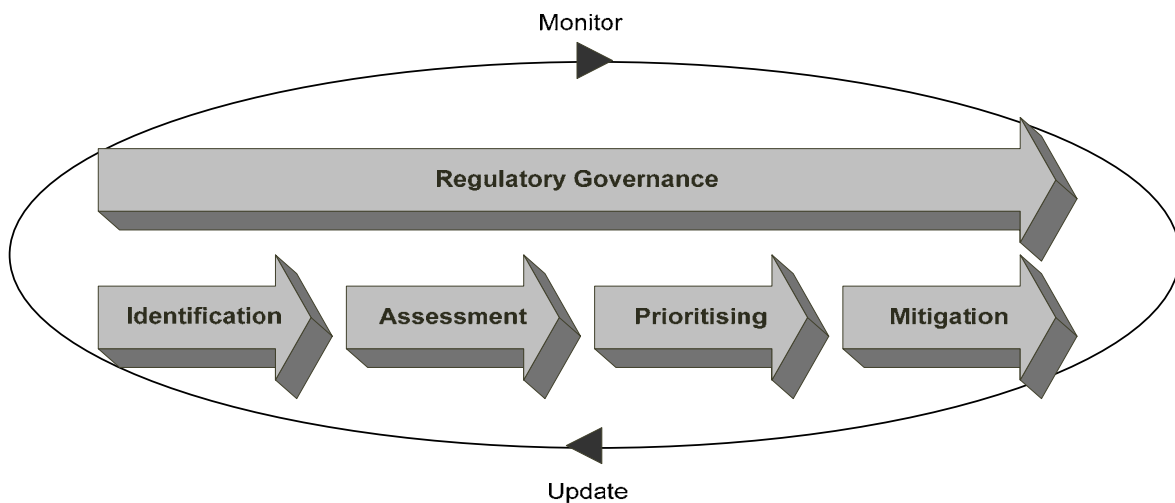 Monitor
Regulatory Governance
Identification
Assessment
Prioritising
Mitigation
Update